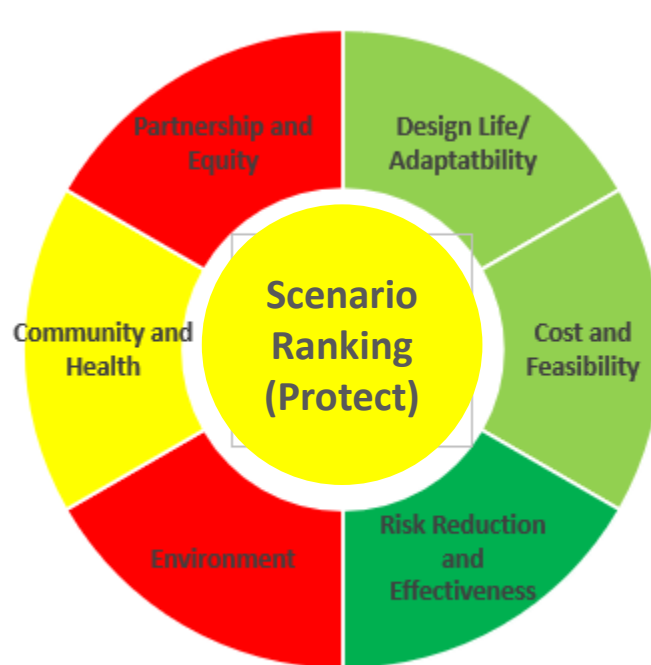 Partnership and
Equity
Design Life/
Adaptatbility
Community and
Health
Scenario
Ranking
(Protect)
Cost and
Feasibility
Environment
Risk Reduction
and
Effectiveness